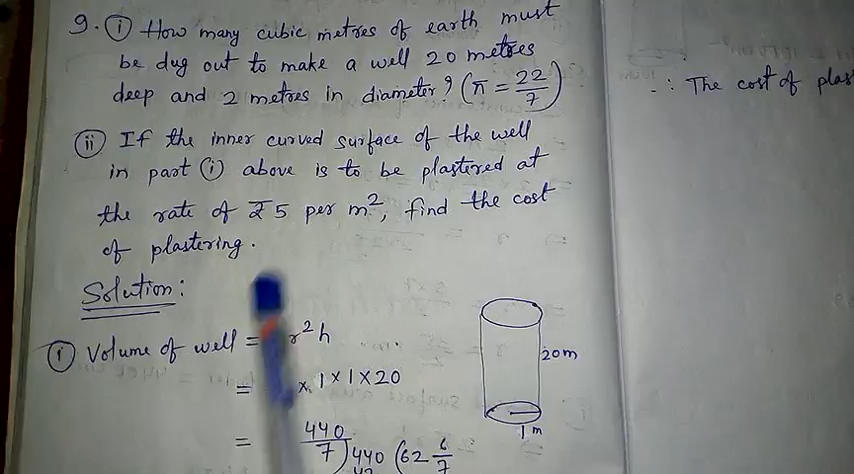 9. (i) How many cubic metres of earth must
be dug out to make a well 20 metres
deep and 2 metres in diameter? (π = 22/7)
∴ The cost of plas
(ii) If the inner curved surface of the well
in part (i) above is to be plastered at
the rate of ₹5 per m², find the cost
of plastering.
Solution:
(i) Volume of well = r²h
20m
= × 1 × 1 × 20
1m
= 440/7
7)440(62 6/7